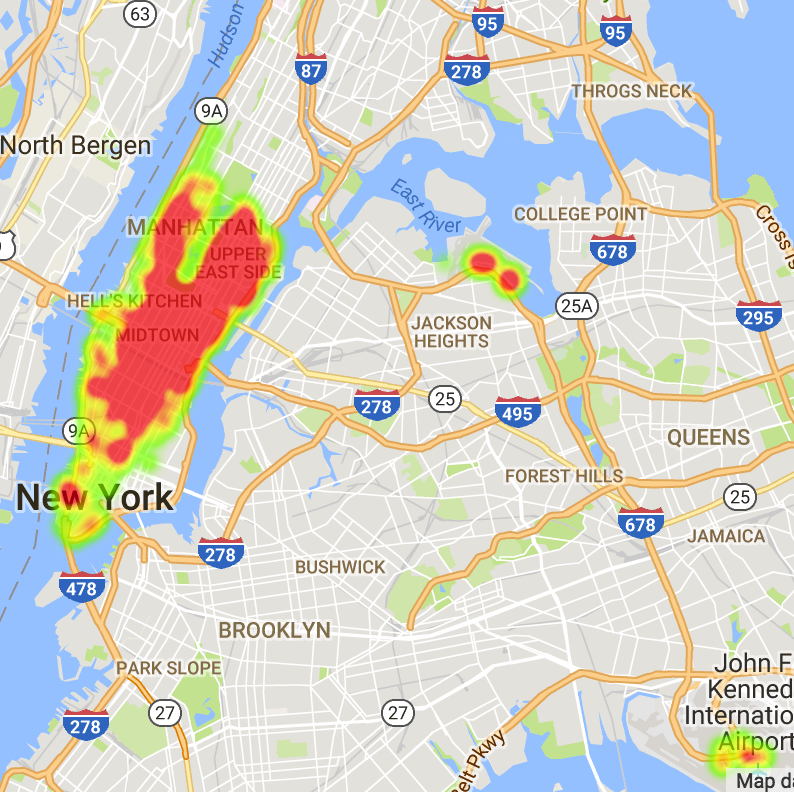 63
Hudson
95
95
87
278
THROGS NECK
9A
North Bergen
East River
COLLEGE POINT
Cross Is
MANHATTAN
678
UPPER
EAST SIDE
HELL'S KITCHEN
25A
295
MIDTOWN
JACKSON
HEIGHTS
278
25
495
9A
QUEENS
FOREST HILLS
New York
25
678
JAMAICA
278
BUSHWICK
478
BROOKLYN
PARK SLOPE
John F
Kenned
Internatio
Airport
278
27
27
Belt Pkwy
Map da